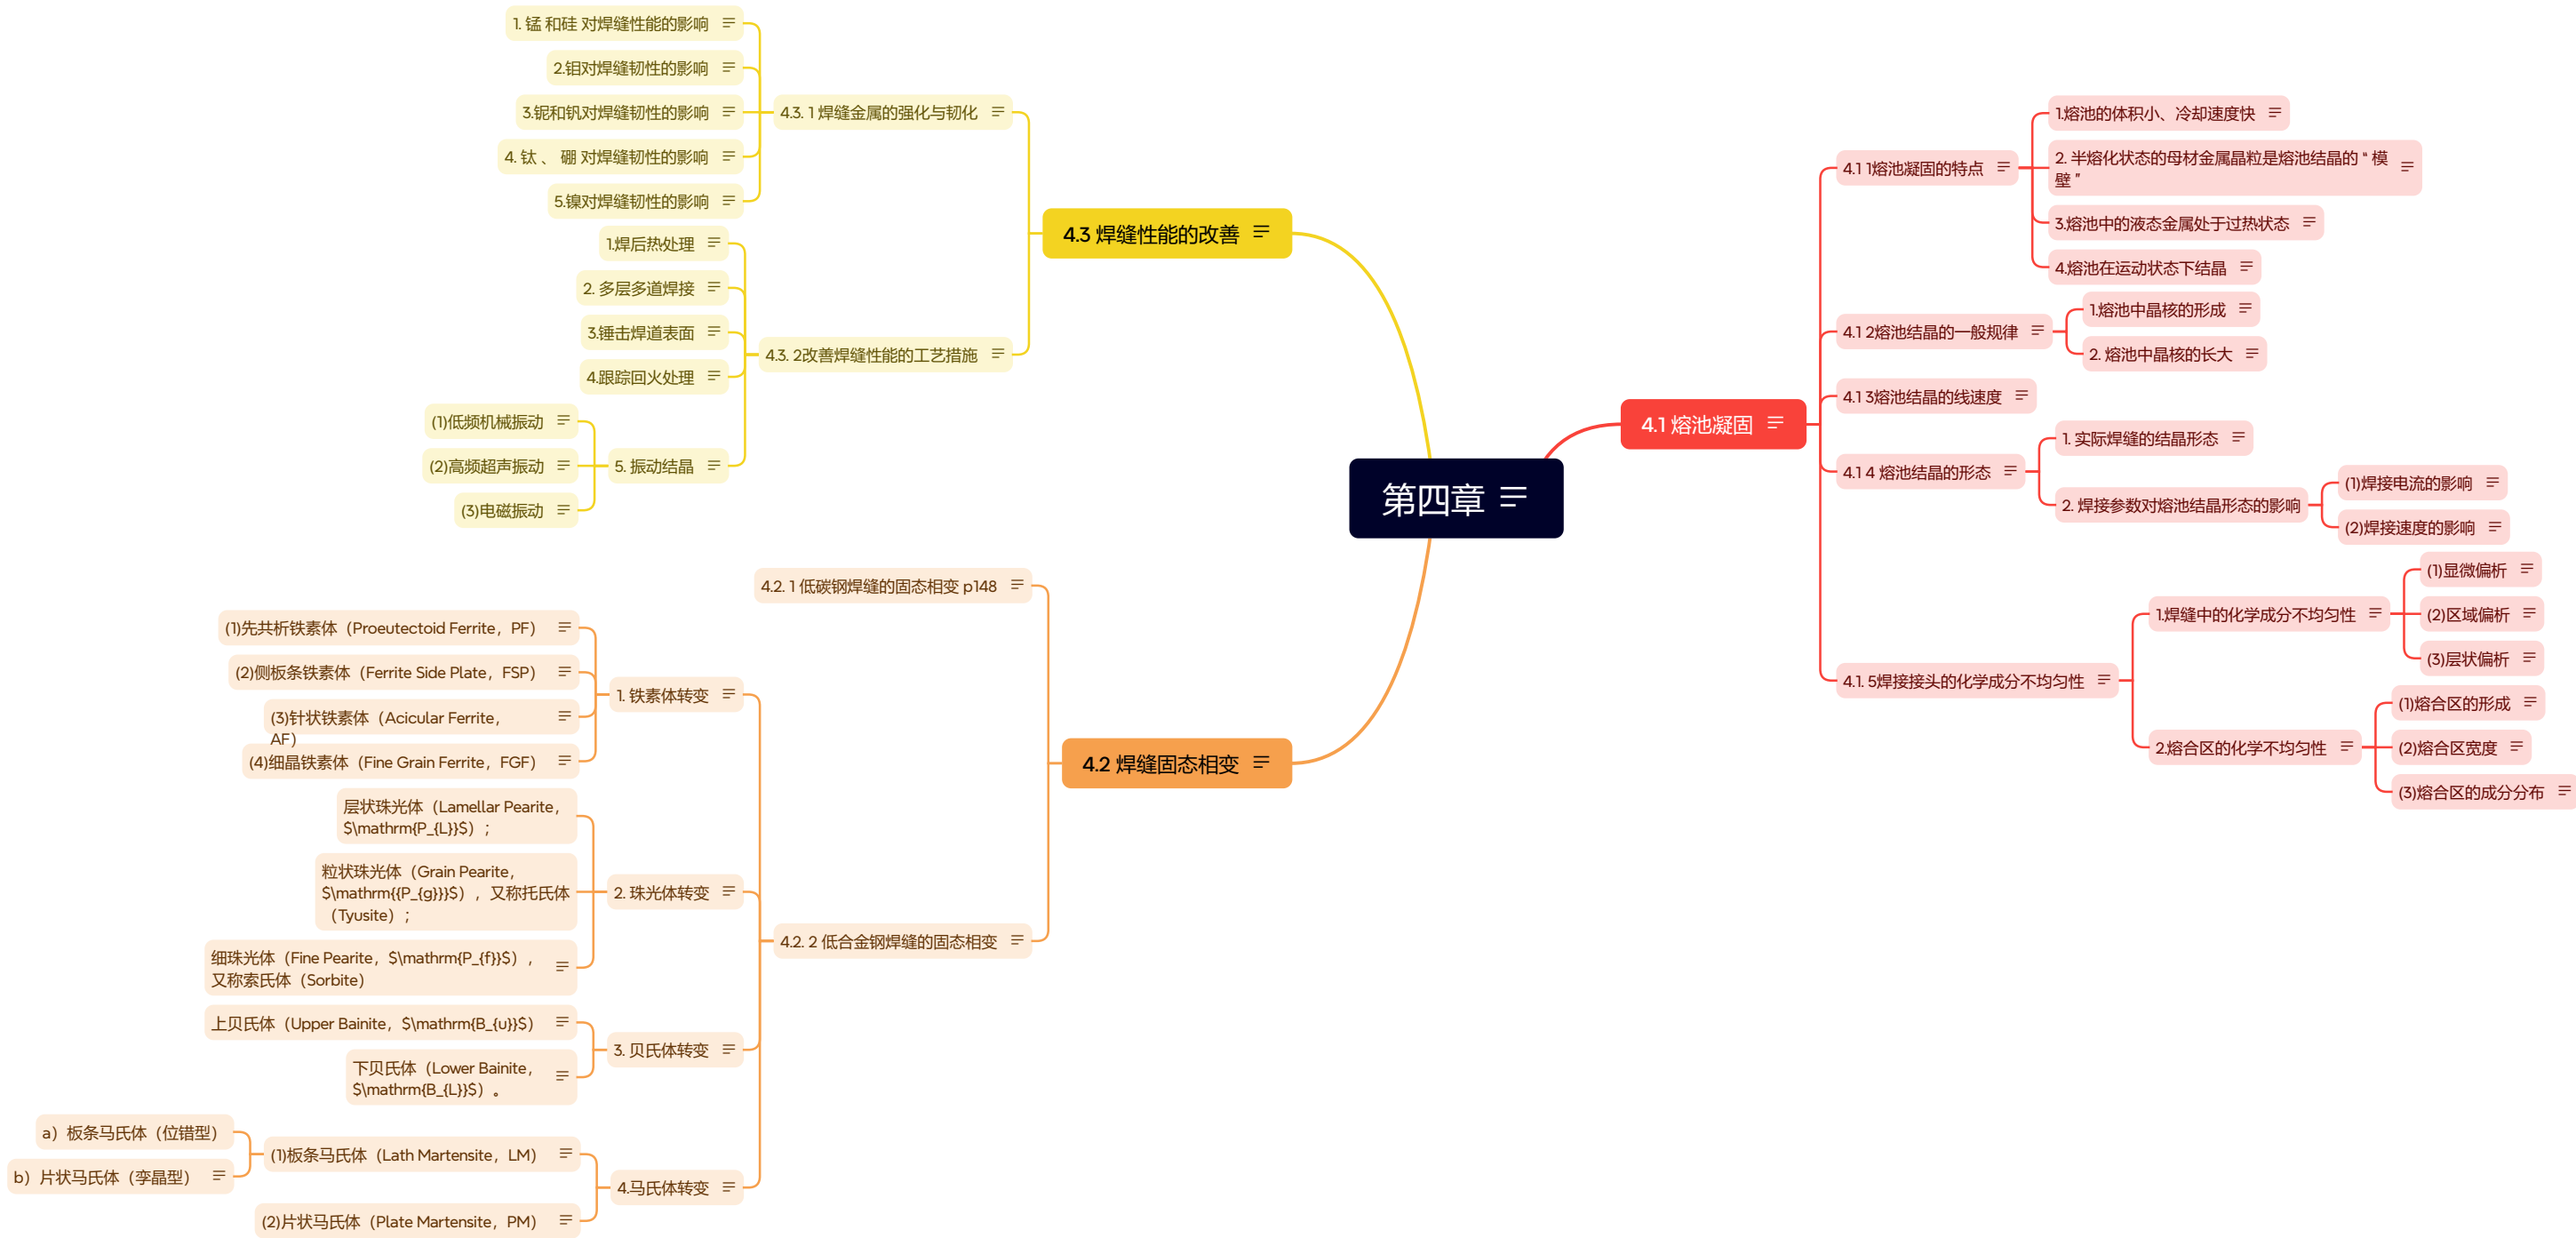 第四章
4.1 熔池凝固
4.1 1熔池凝固的特点
1.熔池的体积小、冷却速度快
2. 半熔化状态的母材金属晶粒是熔池结晶的 “ 模
壁 ”
3.熔池中的液态金属处于过热状态
4.熔池在运动状态下结晶
4.1 2熔池结晶的一般规律
1.熔池中晶核的形成
2. 熔池中晶核的长大
4.1 3熔池结晶的线速度
4.1 4 熔池结晶的形态
1. 实际焊缝的结晶形态
2. 焊接参数对熔池结晶形态的影响
(1)焊接电流的影响
(2)焊接速度的影响
4.1. 5焊接接头的化学成分不均匀性
1.焊缝中的化学成分不均匀性
(1)显微偏析
(2)区域偏析
(3)层状偏析
2.熔合区的化学不均匀性
(1)熔合区的形成
(2)熔合区宽度
(3)熔合区的成分分布
4.2 焊缝固态相变
4.2. 1 低碳钢焊缝的固态相变 p148
4.2. 2 低合金钢焊缝的固态相变
1. 铁素体转变
(1)先共析铁素体（Proeutectoid Ferrite，PF）
(2)侧板条铁素体（Ferrite Side Plate，FSP）
(3)针状铁素体（Acicular Ferrite，
AF）
(4)细晶铁素体（Fine Grain Ferrite，FGF）
2. 珠光体转变
层状珠光体（Lamellar Pearite，
$\mathrm{P_{L}}$）；
粒状珠光体（Grain Pearite，
$\mathrm{{P_{g}}}$），又称托氏体
（Tyusite）；
细珠光体（Fine Pearite，$\mathrm{P_{f}}$），
又称索氏体（Sorbite）
3. 贝氏体转变
上贝氏体（Upper Bainite，$\mathrm{B_{u}}$）
下贝氏体（Lower Bainite，
$\mathrm{B_{L}}$）。
4.马氏体转变
(1)板条马氏体（Lath Martensite，LM）
a）板条马氏体（位错型）
b）片状马氏体（孪晶型）
(2)片状马氏体（Plate Martensite，PM）
4.3 焊缝性能的改善
4.3. 1 焊缝金属的强化与韧化
1. 锰 和硅 对焊缝性能的影响
2.钼对焊缝韧性的影响
3.铌和钒对焊缝韧性的影响
4. 钛 、 硼 对焊缝韧性的影响
5.镍对焊缝韧性的影响
4.3. 2改善焊缝性能的工艺措施
1.焊后热处理
2. 多层多道焊接
3.锤击焊道表面
4.跟踪回火处理
5. 振动结晶
(1)低频机械振动
(2)高频超声振动
(3)电磁振动